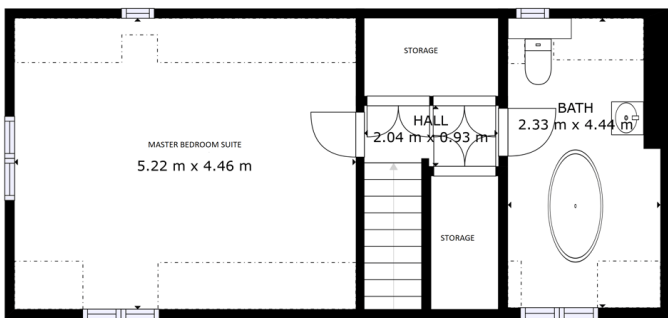 STORAGE
HALL
2.04 m x 0.93 m
BATH
2.33 m x 4.44 m
MASTER BEDROOM SUITE
5.22 m x 4.46 m
STORAGE